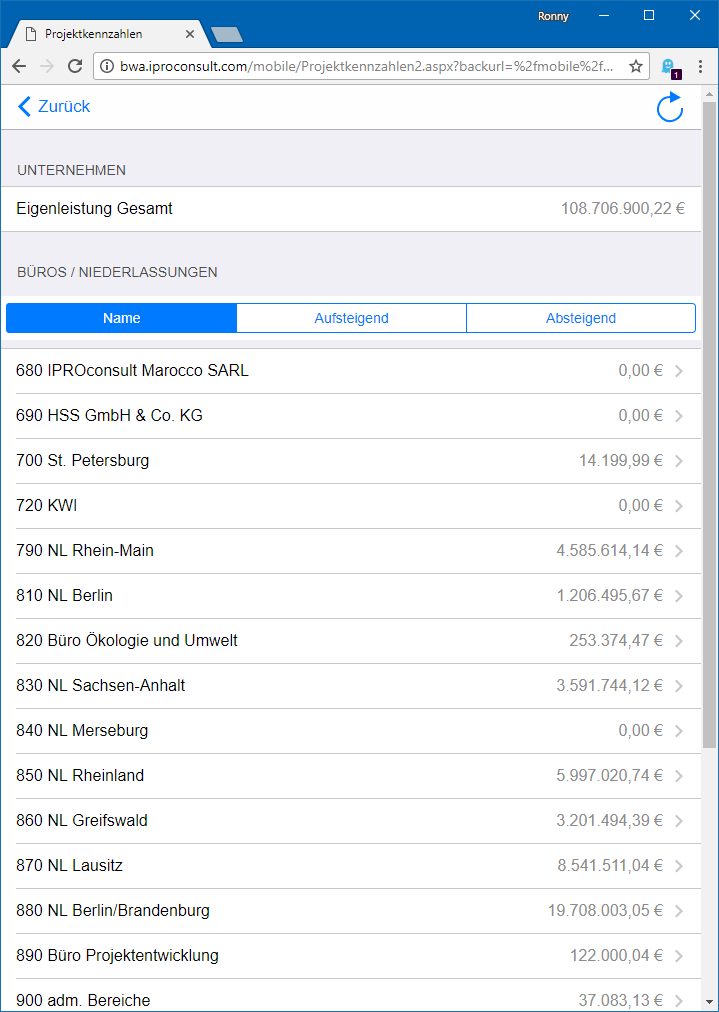 Ronny
Projektkennzahlen
bwa.iproconsult.com/mobile/Projektkennzahlen2.aspx?backurl=%2fmobile%2f...
1
Zurück
UNTERNEHMEN
Eigenleistung Gesamt 108.706.900,22 €
BÜROS / NIEDERLASSUNGEN
Name Aufsteigend Absteigend
680 IPROconsult Marocco SARL 0,00 €
690 HSS GmbH & Co. KG 0,00 €
700 St. Petersburg 14.199,99 €
720 KWI 0,00 €
790 NL Rhein-Main 4.585.614,14 €
810 NL Berlin 1.206.495,67 €
820 Büro Ökologie und Umwelt 253.374,47 €
830 NL Sachsen-Anhalt 3.591.744,12 €
840 NL Merseburg 0,00 €
850 NL Rheinland 5.997.020,74 €
860 NL Greifswald 3.201.494,39 €
870 NL Lausitz 8.541.511,04 €
880 NL Berlin/Brandenburg 19.708.003,05 €
890 Büro Projektentwicklung 122.000,04 €
900 adm. Bereiche 37.083,13 €